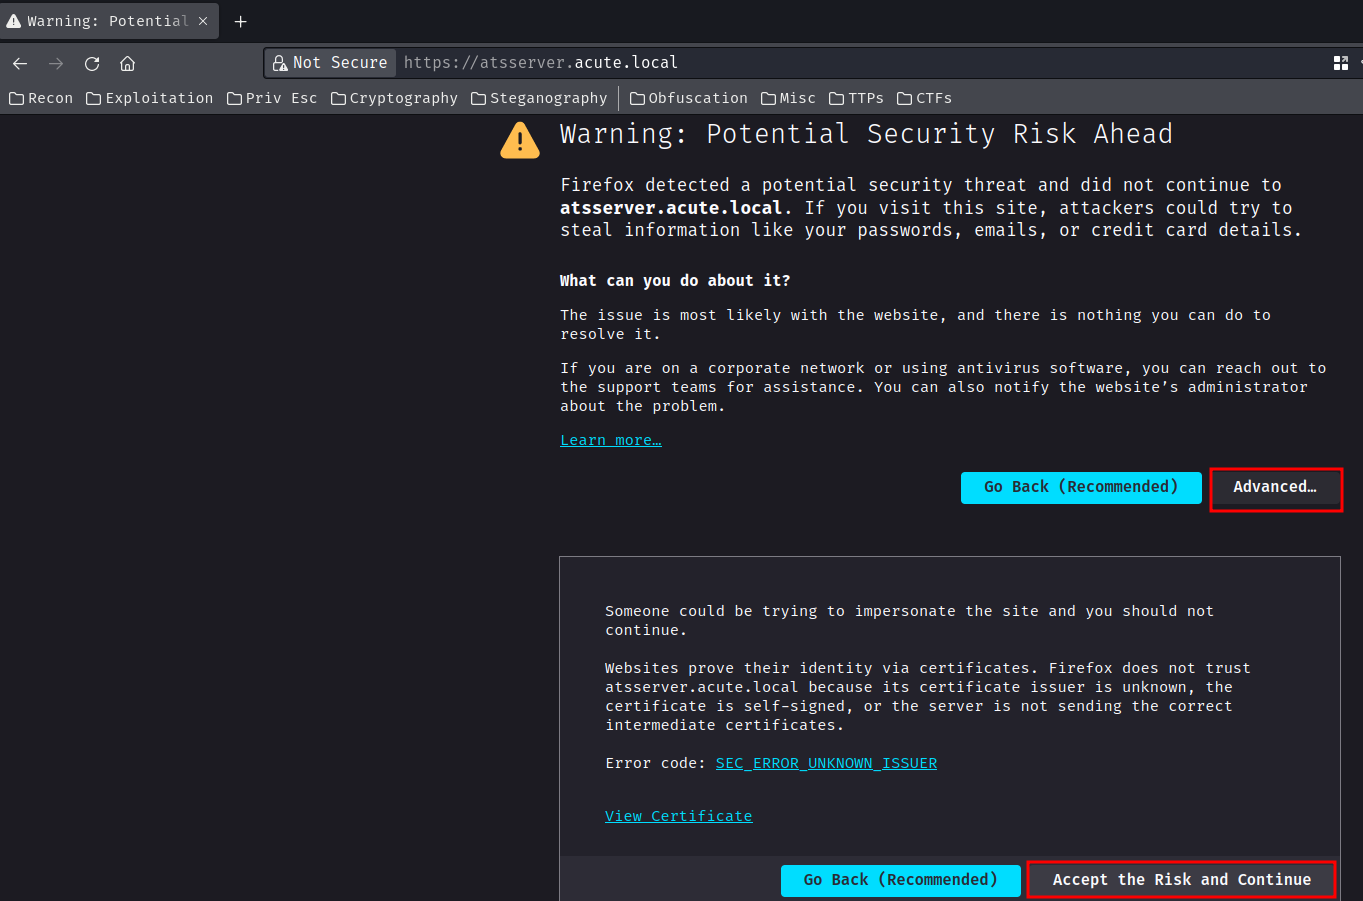 Warning: Potential
Not Secure https://atsserver.acute.local
Recon Exploitation Priv Esc Cryptography Steganography Obfuscation Misc TTPs CTFs
Warning: Potential Security Risk Ahead
Firefox detected a potential security threat and did not continue to
atsserver.acute.local. If you visit this site, attackers could try to
steal information like your passwords, emails, or credit card details.
What can you do about it?
The issue is most likely with the website, and there is nothing you can do to
resolve it.
If you are on a corporate network or using antivirus software, you can reach out to
the support teams for assistance. You can also notify the website’s administrator
about the problem.
Learn more…
Go Back (Recommended) Advanced…
Someone could be trying to impersonate the site and you should not
continue.
Websites prove their identity via certificates. Firefox does not trust
atsserver.acute.local because its certificate issuer is unknown, the
certificate is self-signed, or the server is not sending the correct
intermediate certificates.
Error code: SEC_ERROR_UNKNOWN_ISSUER
View Certificate
Go Back (Recommended) Accept the Risk and Continue